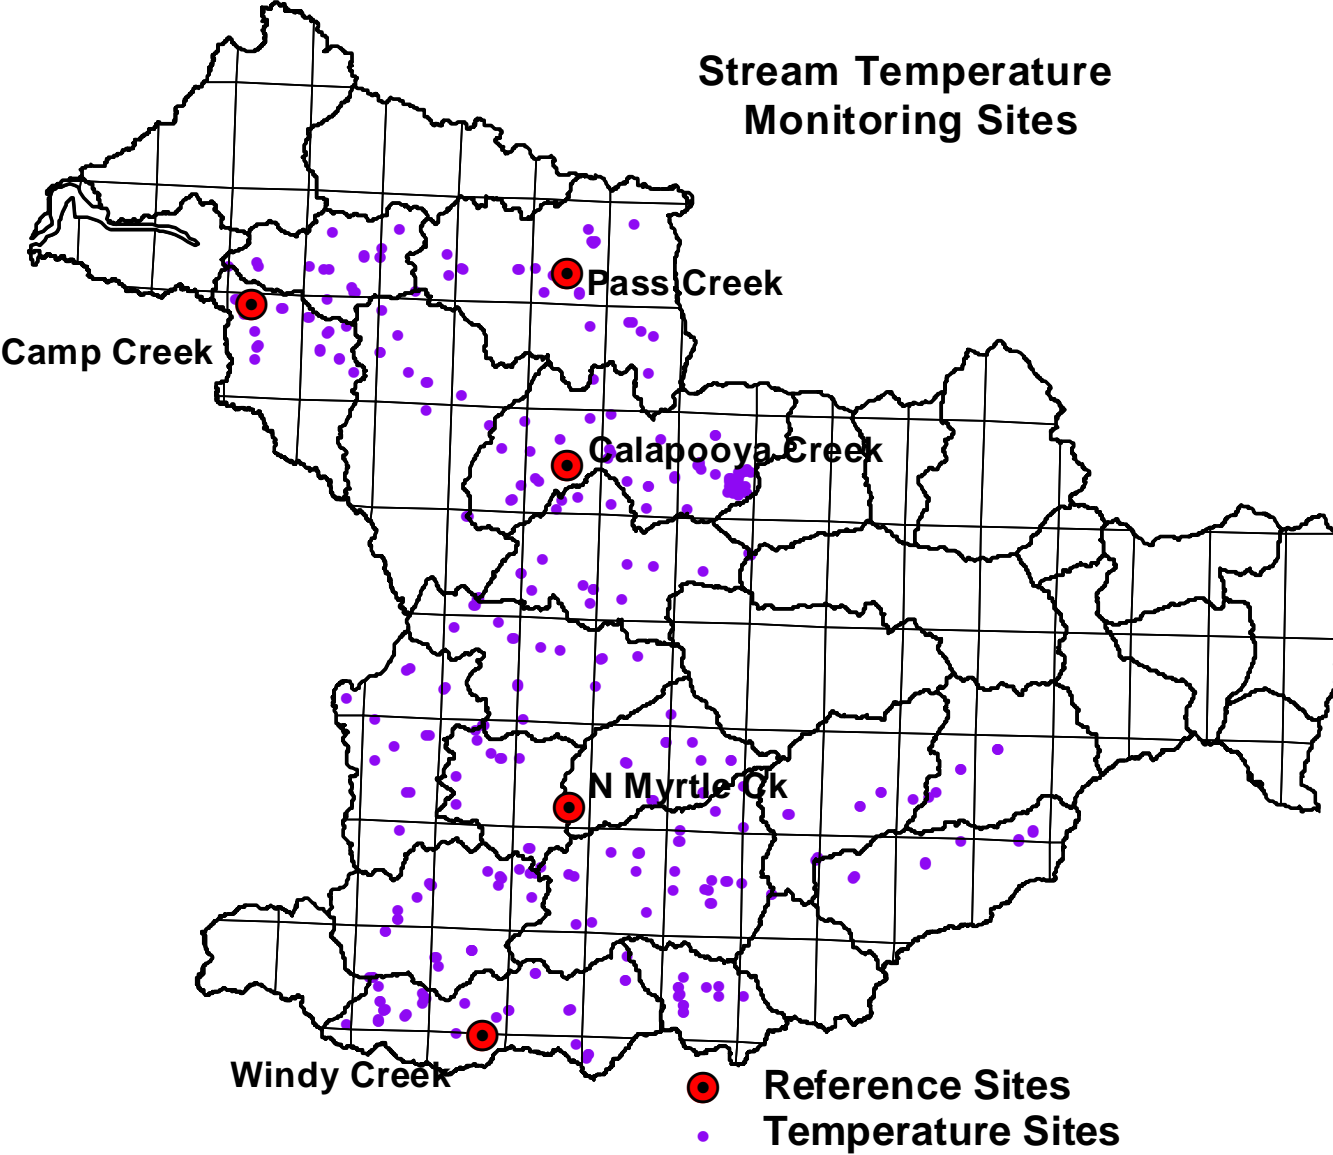 Stream Temperature
Monitoring Sites
Pass Creek
Camp Creek
Calapooya Creek
N Myrtle Ck
Windy Creek
Reference Sites
Temperature Sites